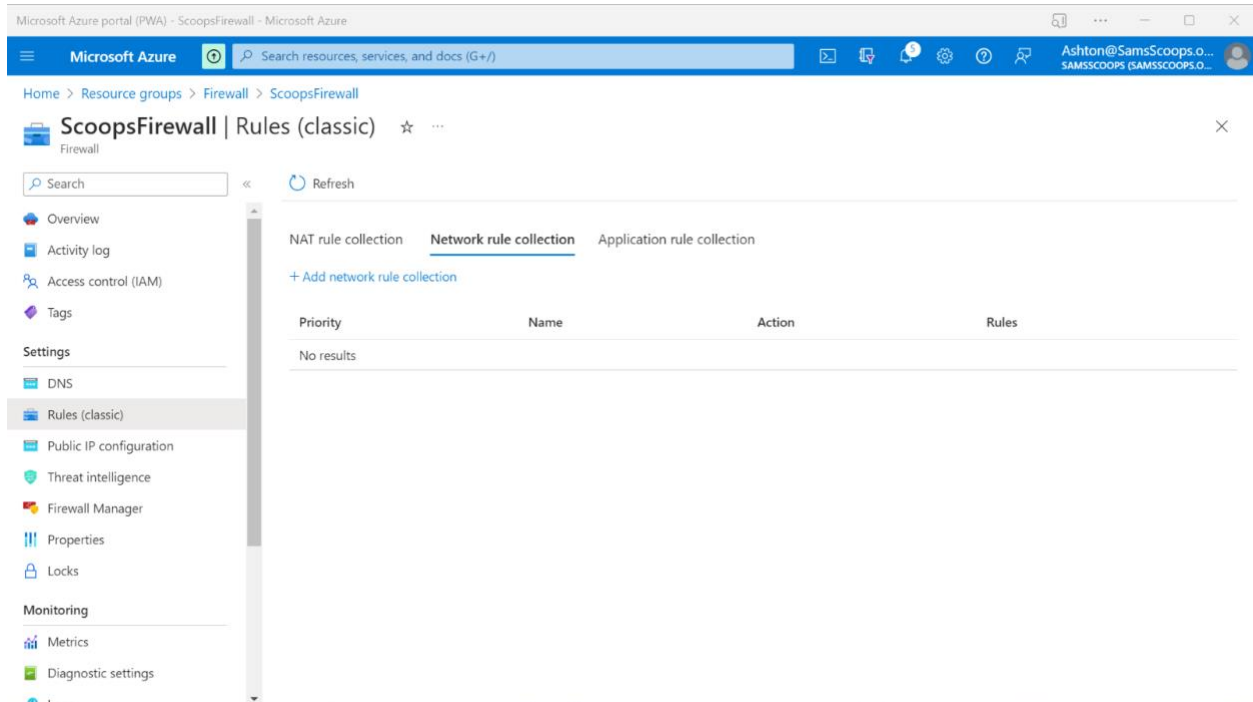 Microsoft Azure portal (PWA) - ScoopsFirewall - Microsoft Azure
Microsoft Azure
Search resources, services, and docs (G+/)
5
Ashton@SamsScoops.o...
SAMSSCOOPS (SAMSSCOOPS.O...
Home > Resource groups > Firewall > ScoopsFirewall
ScoopsFirewall | Rules (classic)
Firewall
Search
Refresh
Overview
Activity log
Access control (IAM)
Tags
Settings
DNS
Rules (classic)
Public IP configuration
Threat intelligence
Firewall Manager
Properties
Locks
Monitoring
Metrics
Diagnostic settings
NAT rule collection Network rule collection Application rule collection
+ Add network rule collection
Priority Name Action Rules
No results